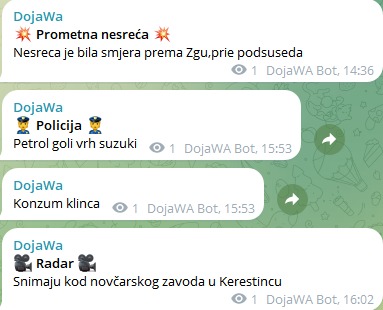 DojaWa
💥 Prometna nesreća 💥
Nesreca je bila smjera prema Zgu,prie podsuseda
1 DojaWA Bot, 14:36
DojaWa
👮 Policija 👮
Petrol goli vrh suzuki 1 DojaWA Bot, 15:53
DojaWa
Konzum klinca 1 DojaWA Bot, 15:53
DojaWa
🎥 Radar 🎥
Snimaju kod novčarskog zavoda u Kerestincu
1 DojaWA Bot, 16:02